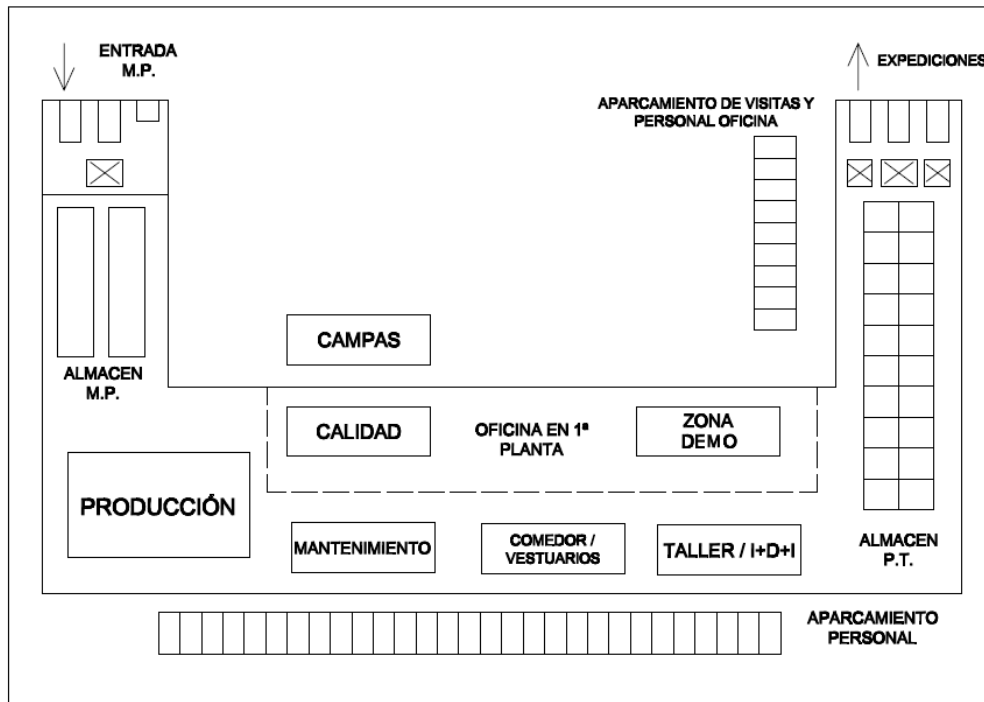 ENTRADA
M.P.
EXPEDICIONES
APARCAMIENTO DE VISITAS Y
PERSONAL OFICINA
CAMPAS
ALMACEN
M.P.
CALIDAD
OFICINA EN 1ª
PLANTA
ZONA
DEMO
PRODUCCIÓN
MANTENIMIENTO
COMEDOR /
VESTUARIOS
TALLER / I+D+I
ALMACEN
P.T.
APARCAMIENTO
PERSONAL